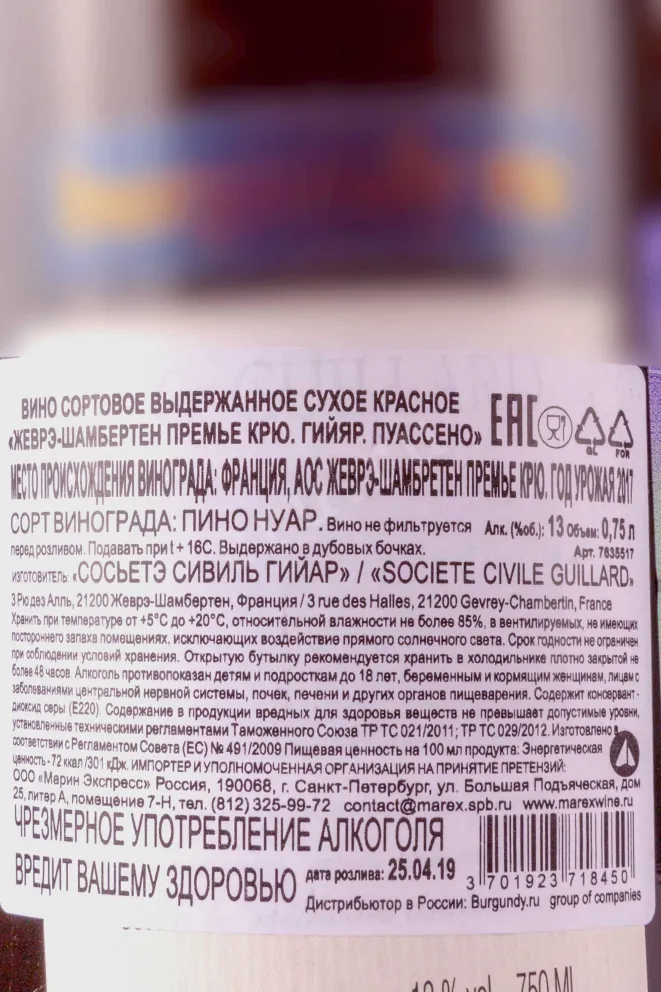 ВИНО СОРТОВОЕ ВЫДЕРЖАННОЕ СУХОЕ КРАСНОЕ
«ЖЕВРЭ-ШАМБЕРТЕН ПРЕМЬЕ КРЮ. ГИЙЯР. ПУАССЕНО» EAC
GL FOR
МЕСТО ПРОИСХОЖДЕНИЯ ВИНОГРАДА: ФРАНЦИЯ, АОС ЖЕВРЭ-ШАМБРЕТЕН ПРЕМЬЕ КРЮ. ГОД УРОЖАЯ 2017
СОРТ ВИНОГРАДА: ПИНО НУАР. Вино не фильтруется Алк. (%об.): 13 Объем: 0,75 л
перед розливом. Подавать при t + 16С. Выдержано в дубовых бочках. Арт. 7635517
ИЗГОТОВИТЕЛЬ: «СОСЬЕТЭ СИВИЛЬ ГИЙАР» / «SOCIETE CIVILE GUILLARD»
3 Рю дез Алль, 21200 Жеврэ-Шамбертен, Франция / 3 rue des Halles, 21200 Gevrey-Chambertin, France
Хранить при температуре от +5°С до +20°С, относительной влажности не более 85%, в вентилируемых, не имеющих
постороннего запаха помещениях, исключающих воздействие прямого солнечного света. Срок годности не ограничен
при соблюдении условий хранения. Открытую бутылку рекомендуется хранить в холодильнике плотно закрытой не
более 48 часов. Алкоголь противопоказан детям и подросткам до 18 лет, беременным и кормящим женщинам, лицам с
заболеваниями центральной нервной системы, почек, печени и других органов пищеварения. Содержит консервант -
диоксид серы (Е220). Содержание в продукции вредных для здоровья веществ не превышает допустимые уровни,
установленные техническими регламентами Таможенного Союза ТР ТС 021/2011; ТР ТС 029/2012. Изготовлено в
соответствии с Регламентом Совета (ЕС) № 491/2009 Пищевая ценность на 100 мл продукта: Энергетическая
ценность - 72 ккал /301 кДж. ИМПОРТЕР И УПОЛНОМОЧЕННАЯ ОРГАНИЗАЦИЯ НА ПРИНЯТИЕ ПРЕТЕНЗИЙ:
ООО «Марин Экспресс» Россия, 190068, г. Санкт-Петербург, ул. Большая Подъяческая, дом
25, литер А, помещение 7-Н, тел. (812) 325-99-72 contact@marex.spb.ru www.marexwine.ru
ЧРЕЗМЕРНОЕ УПОТРЕБЛЕНИЕ АЛКОГОЛЯ
ВРЕДИТ ВАШЕМУ ЗДОРОВЬЮ дата розлива: 25.04.19
3 701923 718450
Дистрибьютор в России: Burgundy.ru group of companies
750 ML